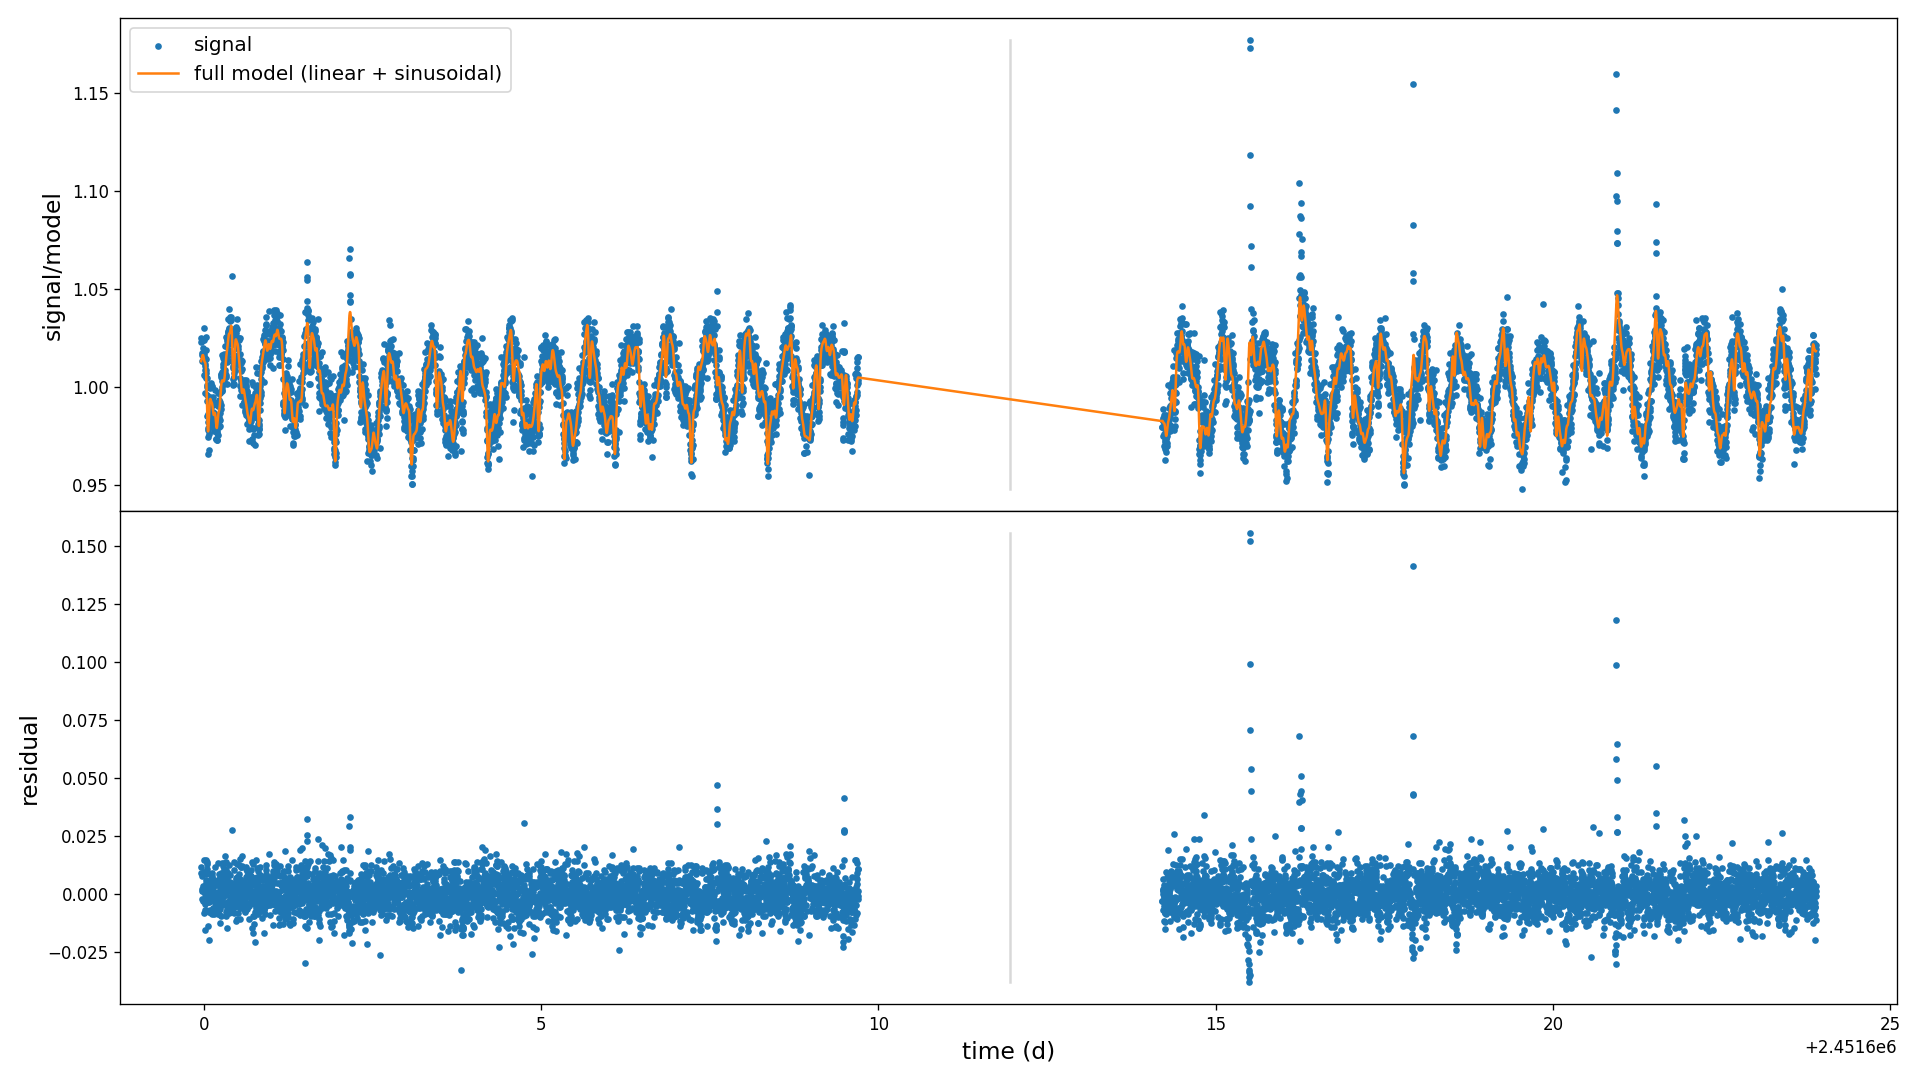 signal
full model (linear + sinusoidal)
signal/model
1.15
1.10
1.05
1.00
0.95
residual
0.150
0.125
0.100
0.075
0.050
0.025
0.000
−0.025
0 5 10 15 20 25
time (d)
+2.4516e6